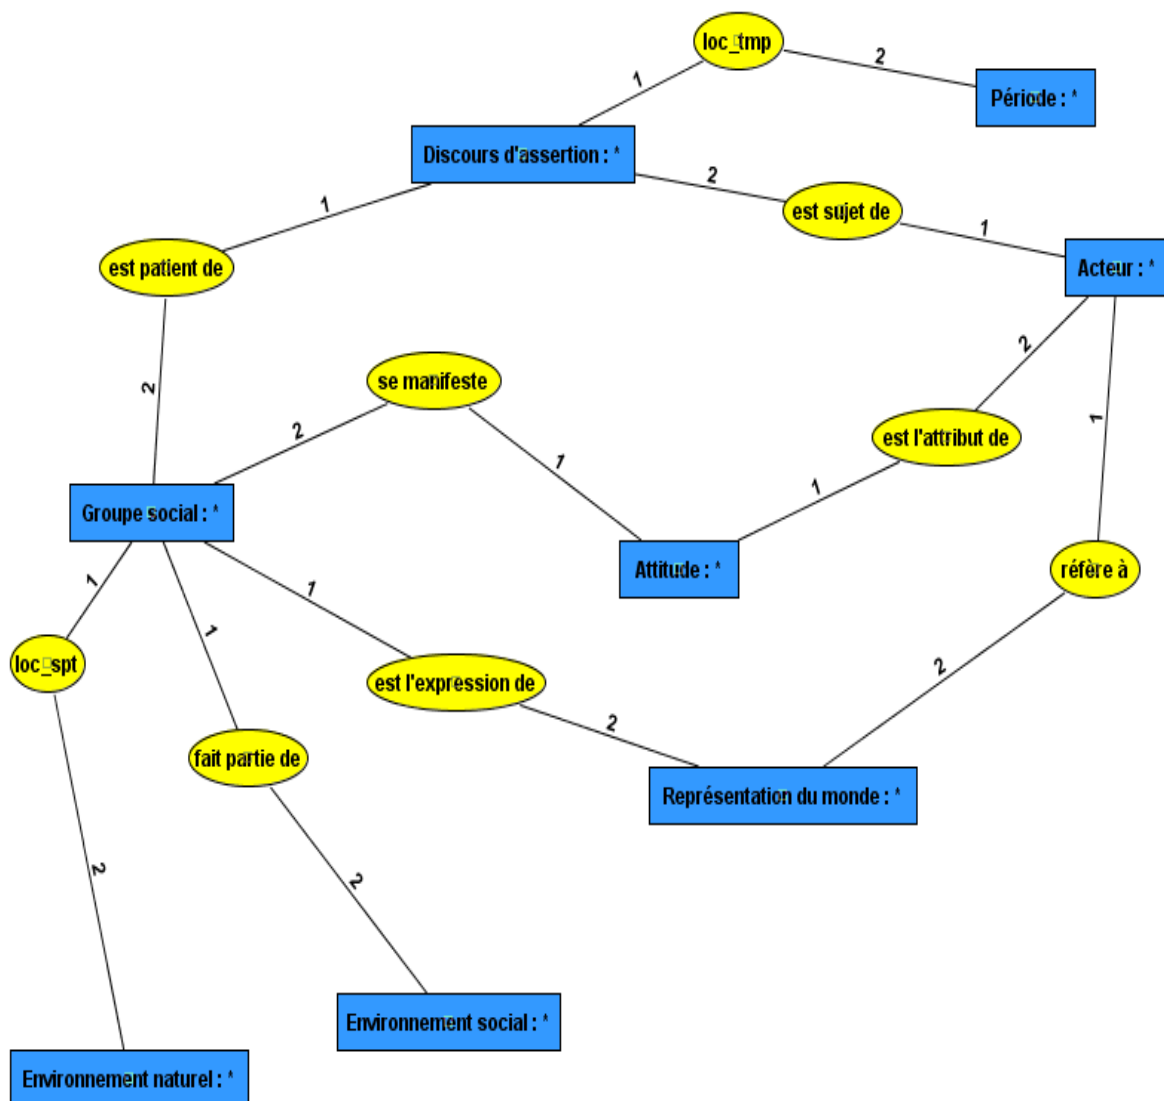 loc_tmp
2
1
Période : *
Discours d'assertion : *
2
est sujet de
1
1
est patient de
Acteur : *
2
se manifeste
2
2
1
est l'attribut de
1
1
Groupe social : *
Attitude : *
réfère à
1
1
1
loc_spt
est l'expression de
2
2
fait partie de
Représentation du monde : *
2
2
Environnement social : *
Environnement naturel : *